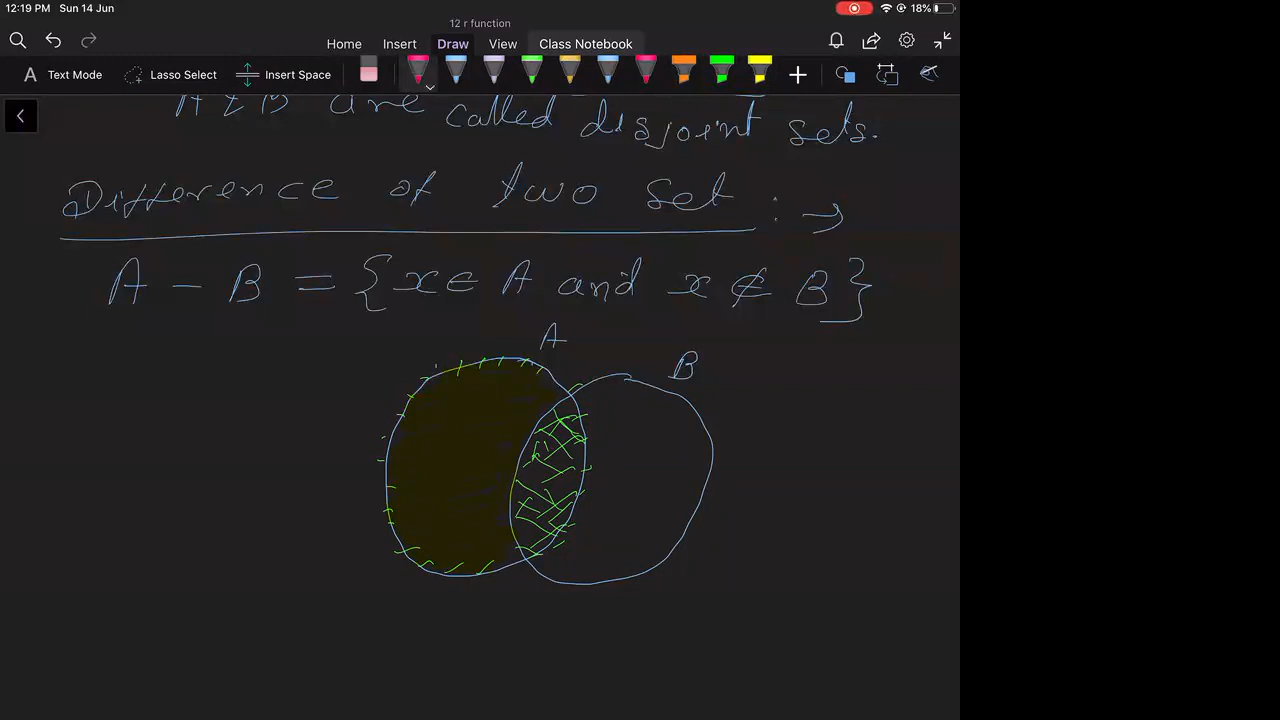 12:19 PM Sun 14 Jun 18%
12 r function
Home Insert Draw View Class Notebook
A Text Mode Lasso Select Insert Space
A & B are called disjoint sets.
Difference of two set : →
A - B = {x ∈ A and x ∉ B}
A
B